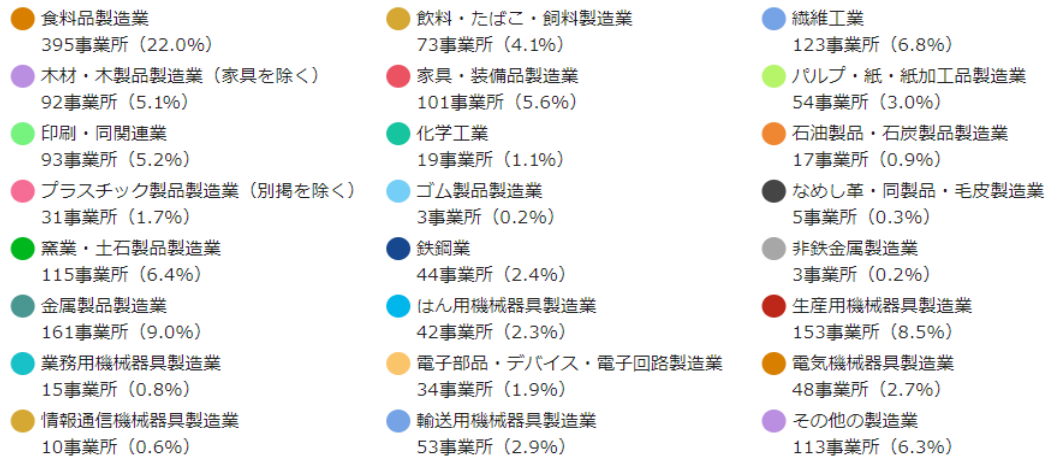 食料品製造業
395事業所（22.0%）
飲料・たばこ・飼料製造業
73事業所（4.1%）
繊維工業
123事業所（6.8%）
木材・木製品製造業（家具を除く）
92事業所（5.1%）
家具・装備品製造業
101事業所（5.6%）
パルプ・紙・紙加工品製造業
54事業所（3.0%）
印刷・同関連業
93事業所（5.2%）
化学工業
19事業所（1.1%）
石油製品・石炭製品製造業
17事業所（0.9%）
プラスチック製品製造業（別掲を除く）
31事業所（1.7%）
ゴム製品製造業
3事業所（0.2%）
なめし革・同製品・毛皮製造業
5事業所（0.3%）
窯業・土石製品製造業
115事業所（6.4%）
鉄鋼業
44事業所（2.4%）
非鉄金属製造業
3事業所（0.2%）
金属製品製造業
161事業所（9.0%）
はん用機械器具製造業
42事業所（2.3%）
生産用機械器具製造業
153事業所（8.5%）
業務用機械器具製造業
15事業所（0.8%）
電子部品・デバイス・電子回路製造業
34事業所（1.9%）
電気機械器具製造業
48事業所（2.7%）
情報通信機械器具製造業
10事業所（0.6%）
輸送用機械器具製造業
53事業所（2.9%）
その他の製造業
113事業所（6.3%）